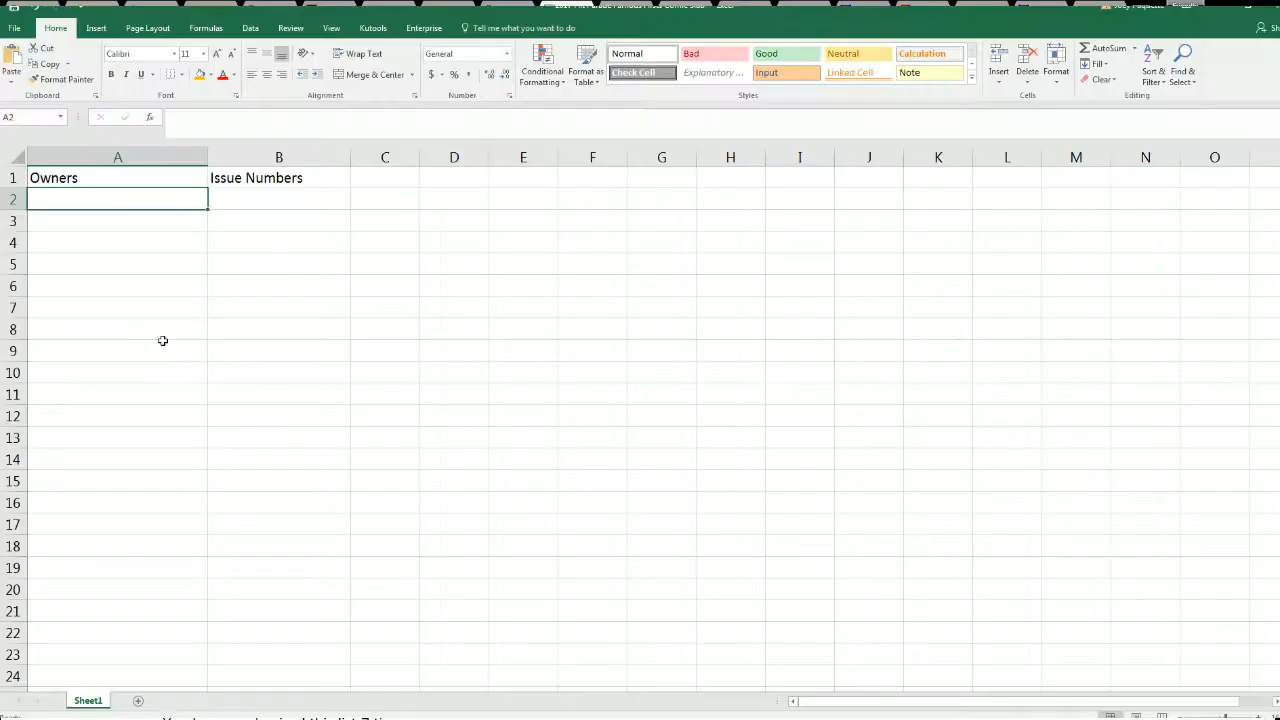 File Home Insert Page Layout Formulas Data Review View Kutools Enterprise Tell me what you want to do
Cut
Copy
Format Painter
Paste
Clipboard
Calibri 11
B I U
Font
Wrap Text
Merge & Center
Alignment
General
$ % ,
Number
Conditional Formatting
Format as Table
Normal Bad Good Neutral Calculation
Check Cell Explanatory ... Input Linked Cell Note
Styles
Insert Delete Format
Cells
AutoSum
Fill
Clear
Sort & Filter
Find & Select
Editing
A2 fx
A B C D E F G H I J K L M N O
1 Owners Issue Numbers
2
3
4
5
6
7
8
9
10
11
12
13
14
15
16
17
18
19
20
21
22
23
24
Sheet1